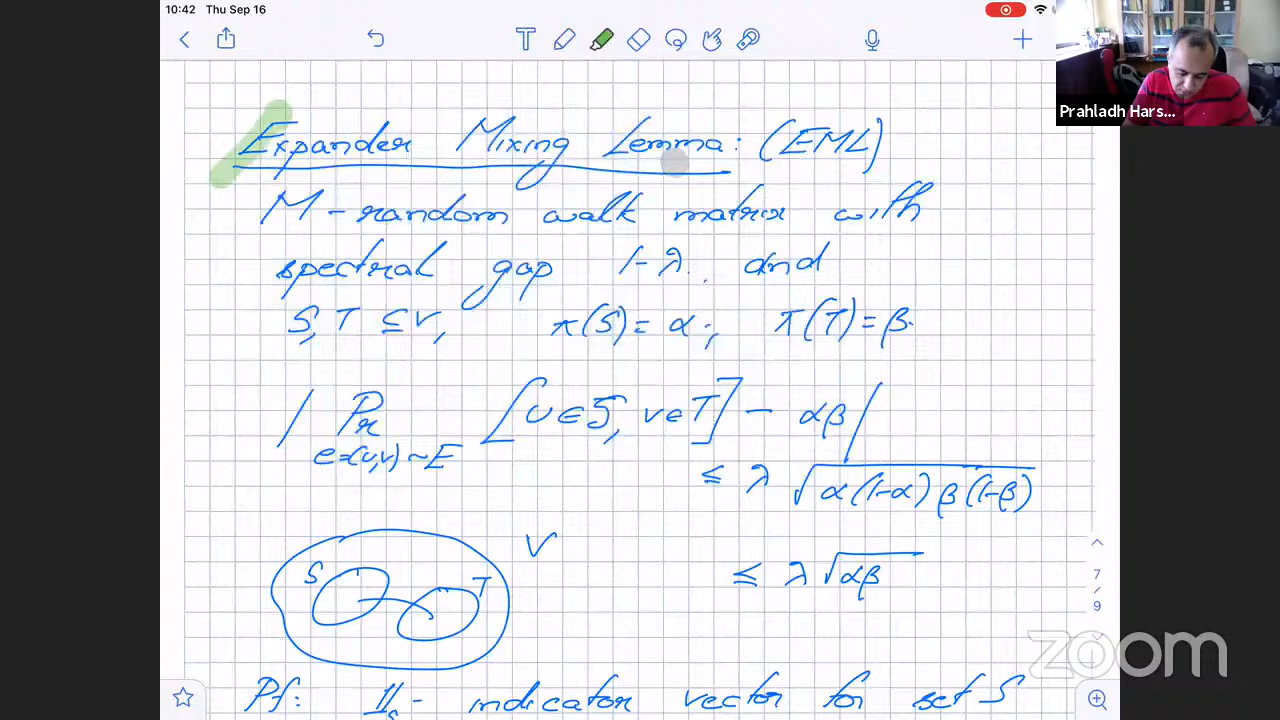 10:42 Thu Sep 16
Prahladh Hars...
Expander Mixing Lemma: (EML)
M - random walk matrix with
spectral gap 1-λ. and
S, T ⊆ V, π(S) = α ; π(T) = β.
| Pr [u ∈ S, v ∈ T] - αβ |
e=(u,v) ~ E
≤ λ √α(1-α) β(1-β)
V
S T
≤ λ √αβ
7
/
9
zoom
Pf: 𝟙_S - indicator vector for set S